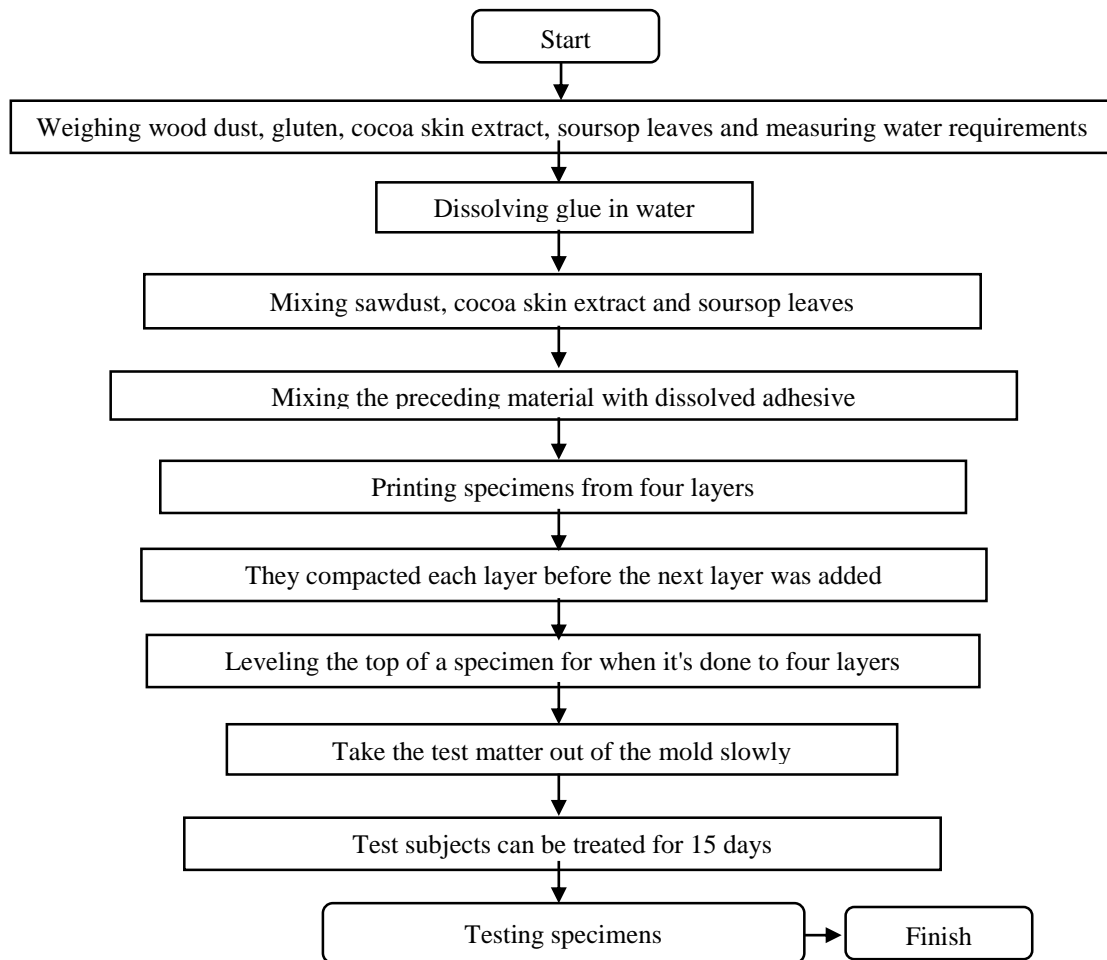 Start
Weighing wood dust, gluten, cocoa skin extract, soursop leaves and measuring water requirements
Dissolving glue in water
Mixing sawdust, cocoa skin extract and soursop leaves
Mixing the preceding material with dissolved adhesive
Printing specimens from four layers
They compacted each layer before the next layer was added
Leveling the top of a specimen for when it's done to four layers
Take the test matter out of the mold slowly
Test subjects can be treated for 15 days
Testing specimens
Finish